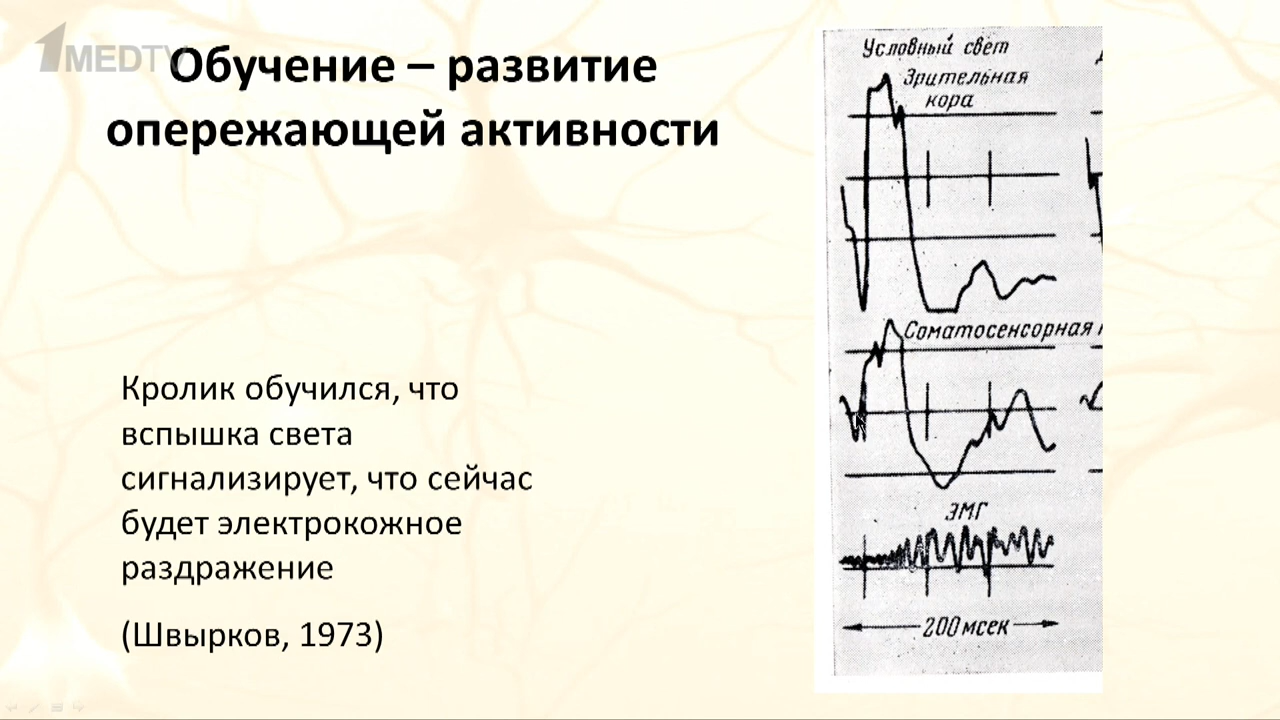 1MEDTV
Обучение – развитие
опережающей активности
Кролик обучился, что
вспышка света
сигнализирует, что сейчас
будет электрокожное
раздражение
(Швырков, 1973)
Условный свет
Зрительная
кора
Соматосенсорная
ЭМГ
200 мсек